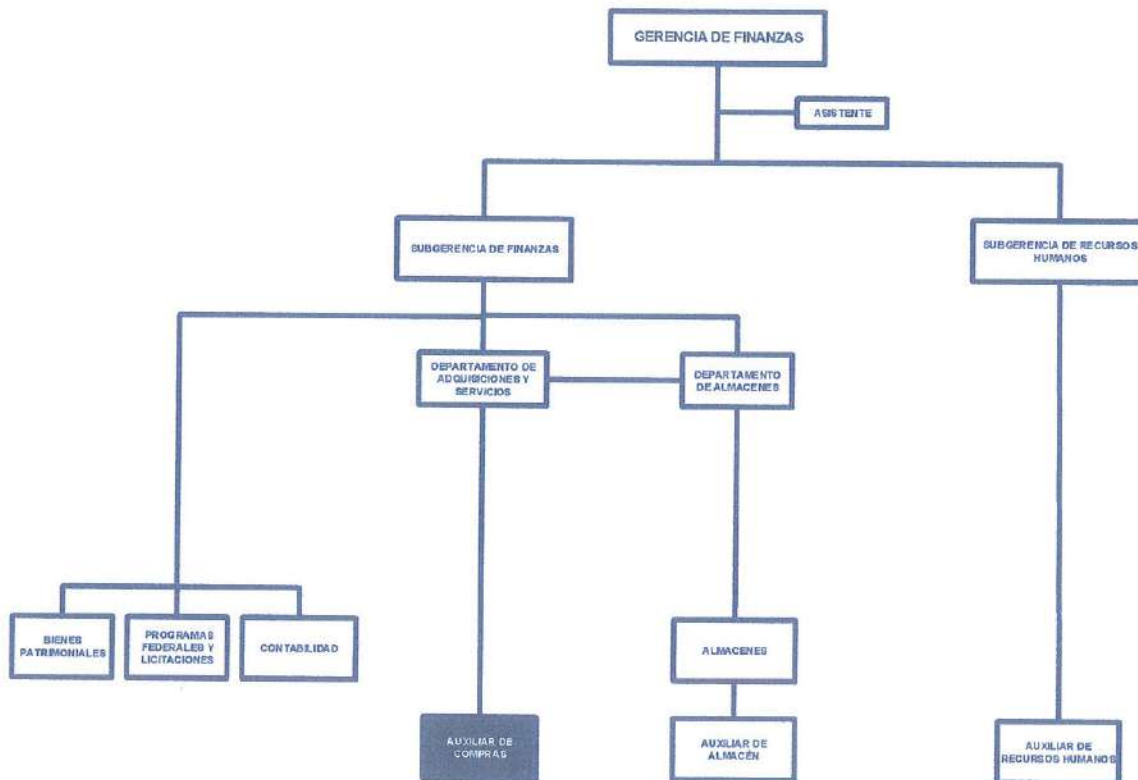 GERENCIA DE FINANZAS
ASISTENTE
SUBGERENCIA DE FINANZAS
SUBGERENCIA DE RECURSOS
HUMANOS
DEPARTAMENTO DE
ADQUISICIONES Y
SERVICIOS
DEPARTAMENTO
DE ALMACENES
BIENES
PATRIMONIALES
PROGRAMAS
FEDERALES Y
LICITACIONES
CONTABILIDAD
ALMACENES
AUXILIAR DE
COMPRAS
AUXILIAR DE
ALMACÉN
AUXILIAR DE
RECURSOS HUMANOS